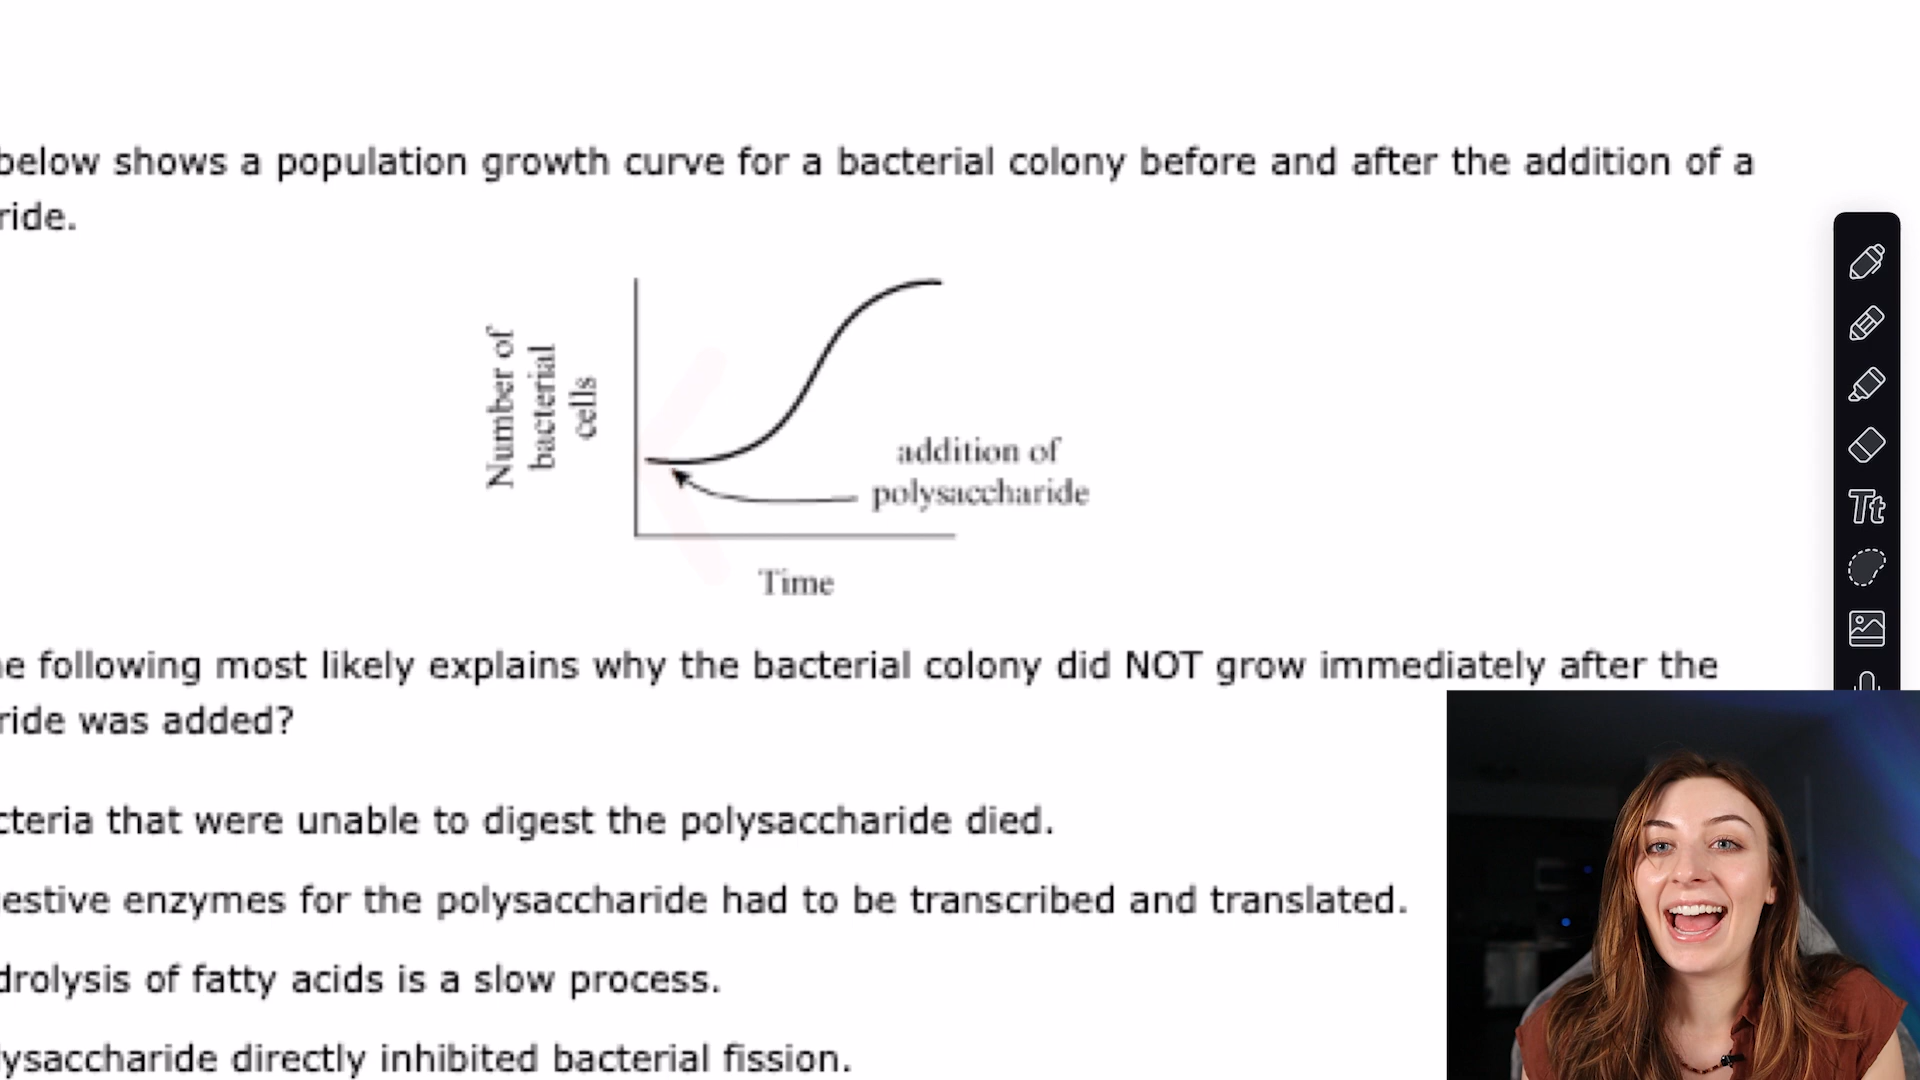 below shows a population growth curve for a bacterial colony before and after the addition of a
ride.
Number of
bacterial
cells
addition of
polysaccharide
Time
e following most likely explains why the bacterial colony did NOT grow immediately after the
ride was added?
cteria that were unable to digest the polysaccharide died.
estive enzymes for the polysaccharide had to be transcribed and translated.
drolysis of fatty acids is a slow process.
lysaccharide directly inhibited bacterial fission.
Tt